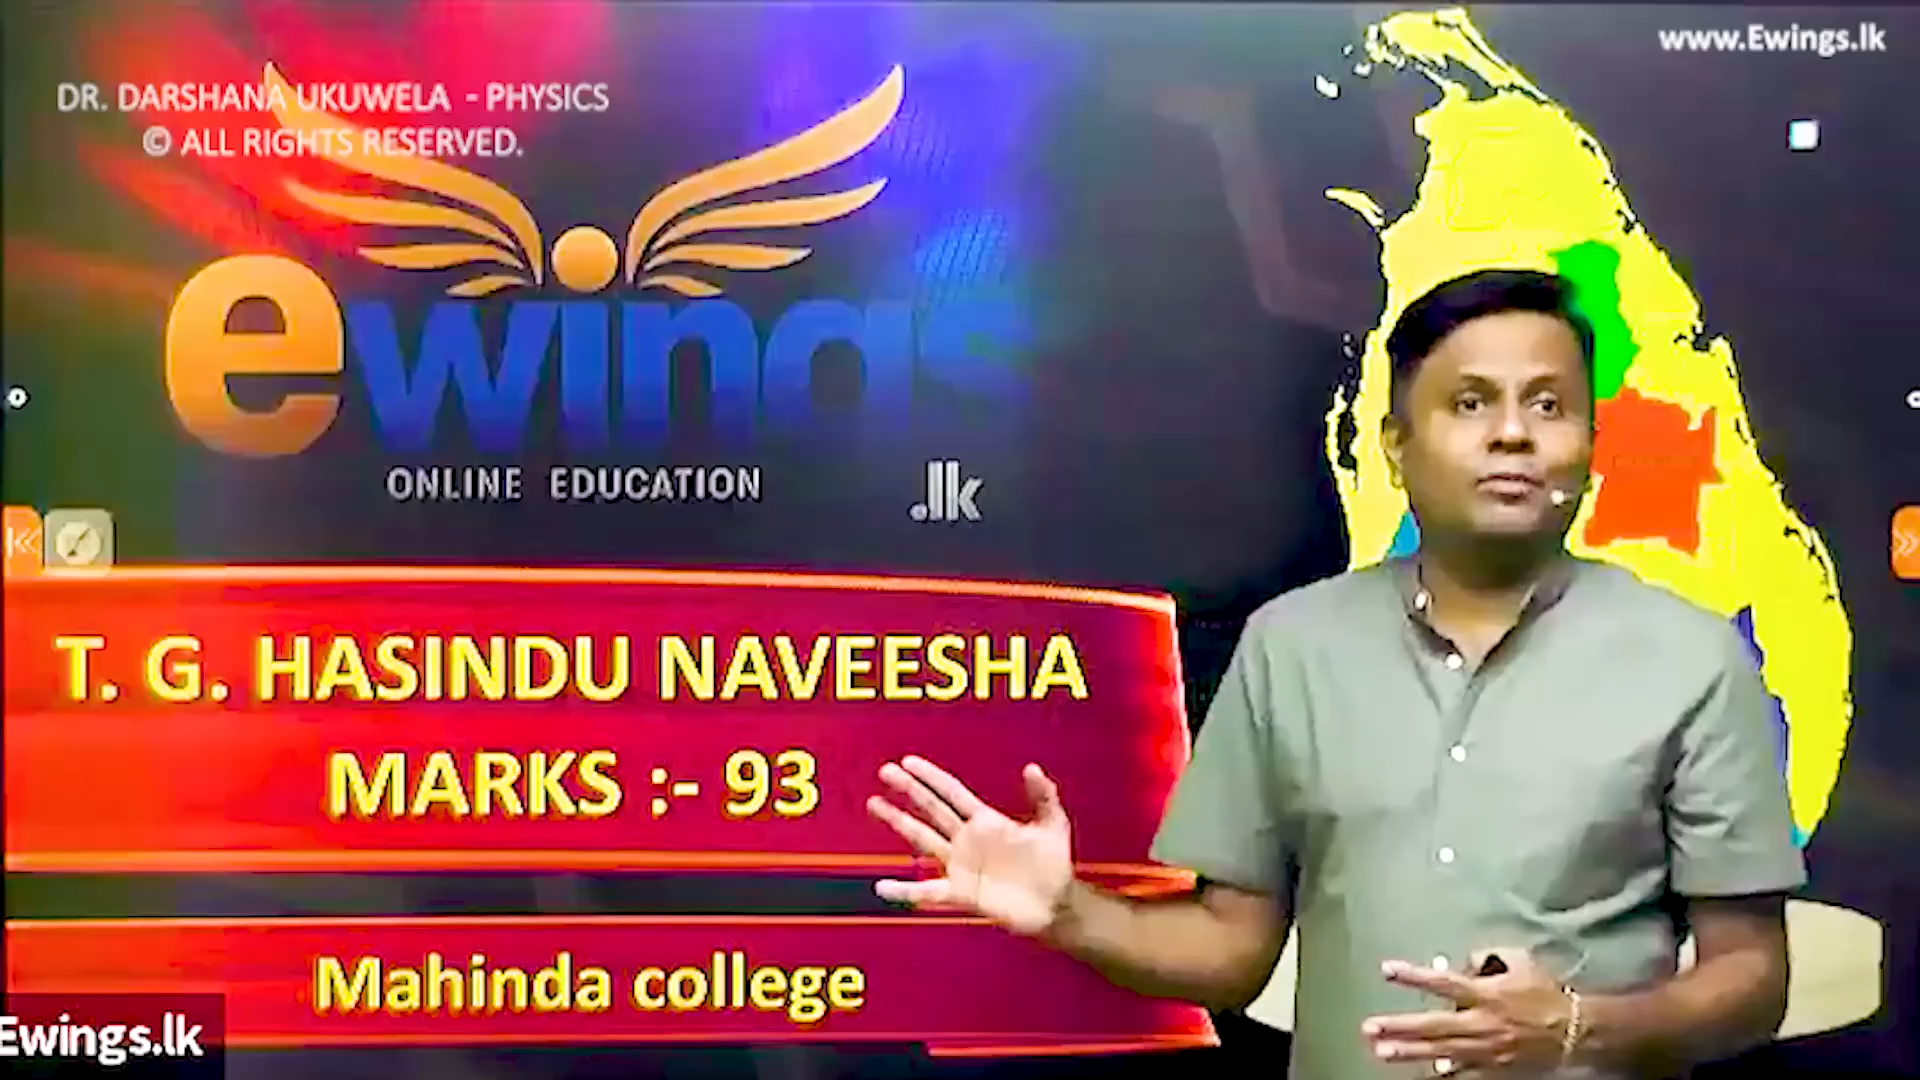 www.Ewings.lk
DR. DARSHANA UKUWELA - PHYSICS
© ALL RIGHTS RESERVED.
ewings
ONLINE EDUCATION
.lk
T. G. HASINDU NAVEESHA
MARKS :- 93
Mahinda college
Ewings.lk